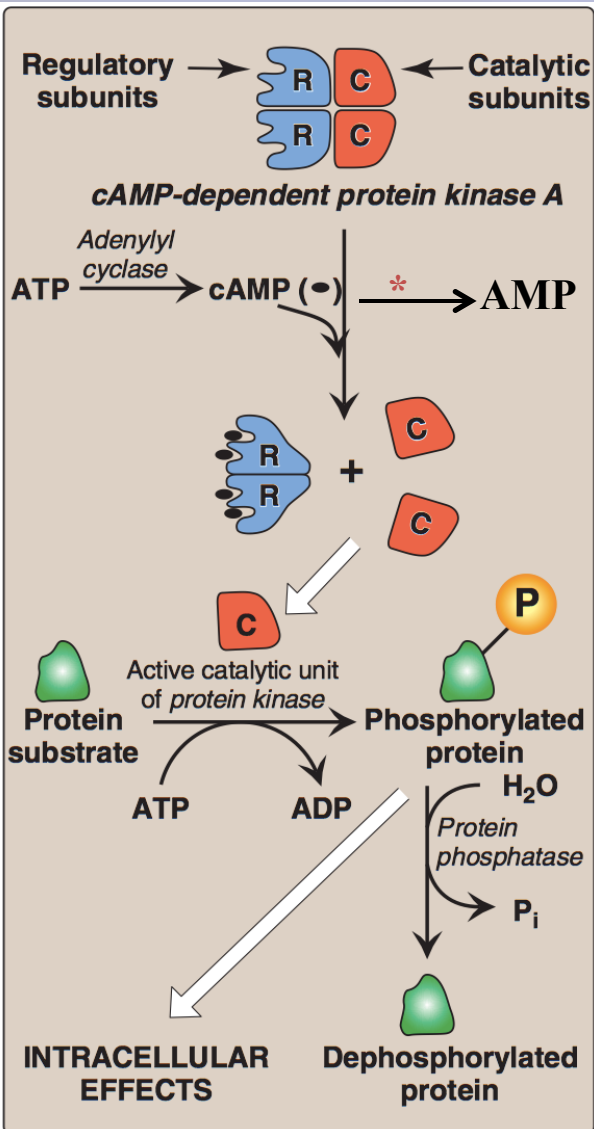 Regulatory
subunits
Catalytic
subunits
R
C
R
C
cAMP-dependent protein kinase A
Adenylyl
cyclase
ATP
cAMP ( )
*
AMP
R
R
+
C
C
C
P
Active catalytic unit
of protein kinase
Protein
substrate
Phosphorylated
protein
ATP
ADP
H₂O
Protein
phosphatase
Pᵢ
INTRACELLULAR
EFFECTS
Dephosphorylated
protein